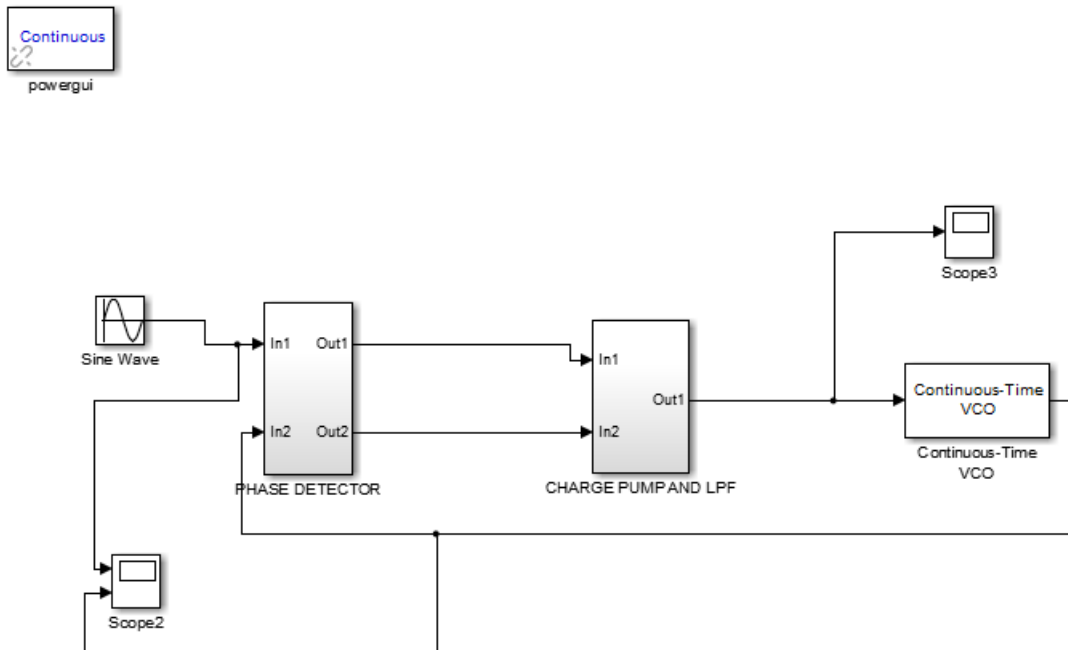 Continuous
powergui
Scope3
Sine Wave
In1
Out1
In2
Out2
PHASE DETECTOR
In1
In2
Out1
CHARGE PUMP AND LPF
Continuous-Time
VCO
Continuous-Time
VCO
Scope2